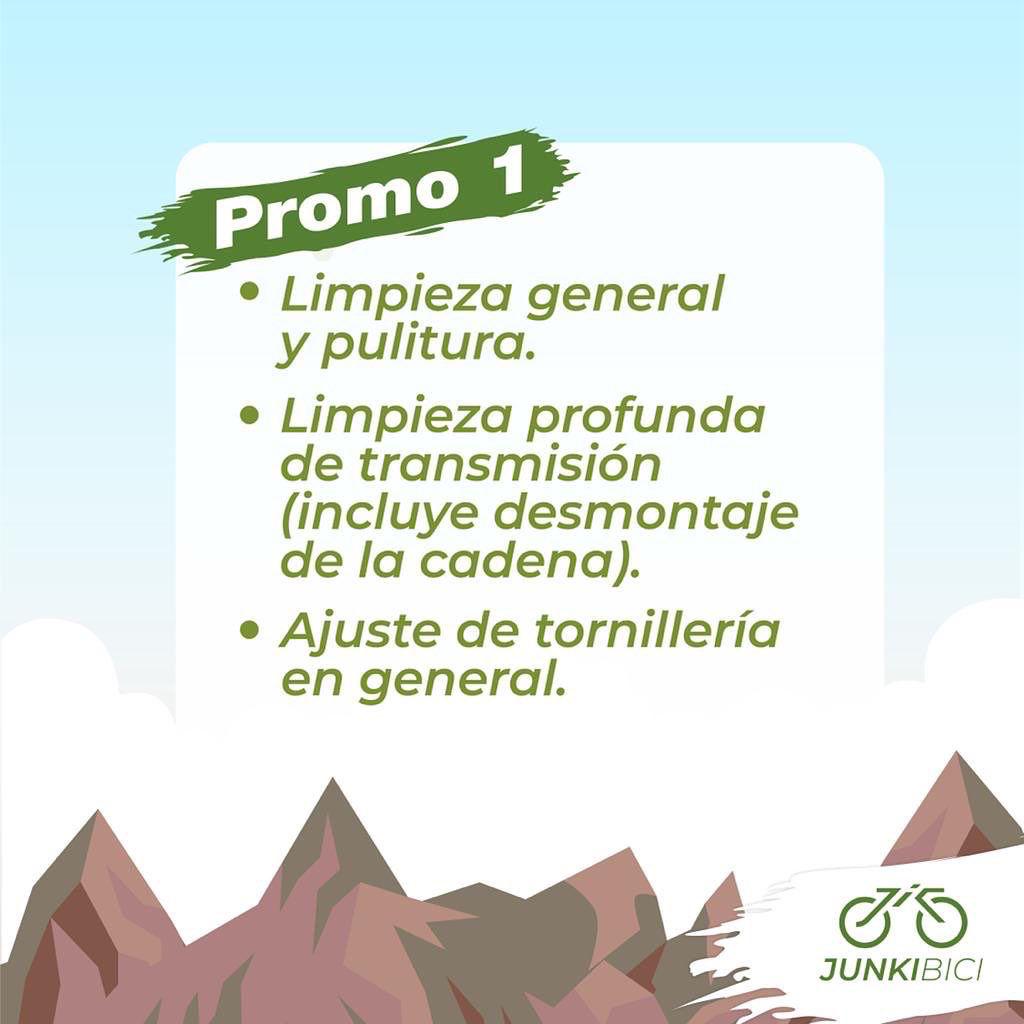 Promo 1
• Limpieza general
y pulitura.
• Limpieza profunda
de transmisión
(incluye desmontaje
de la cadena).
• Ajuste de tornillería
en general.
JUNKIBICI